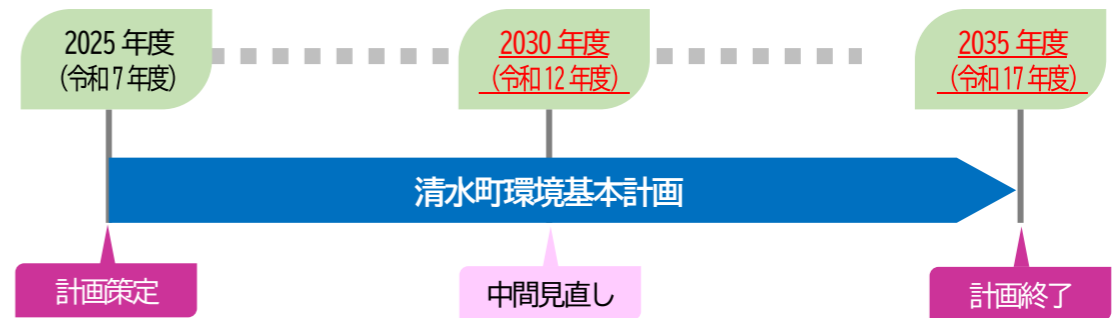 2025 年度
(令和７年度)
2030 年度
(令和 12 年度)
2035 年度
(令和 17 年度)
清水町環境基本計画
計画策定
中間見直し
計画終了